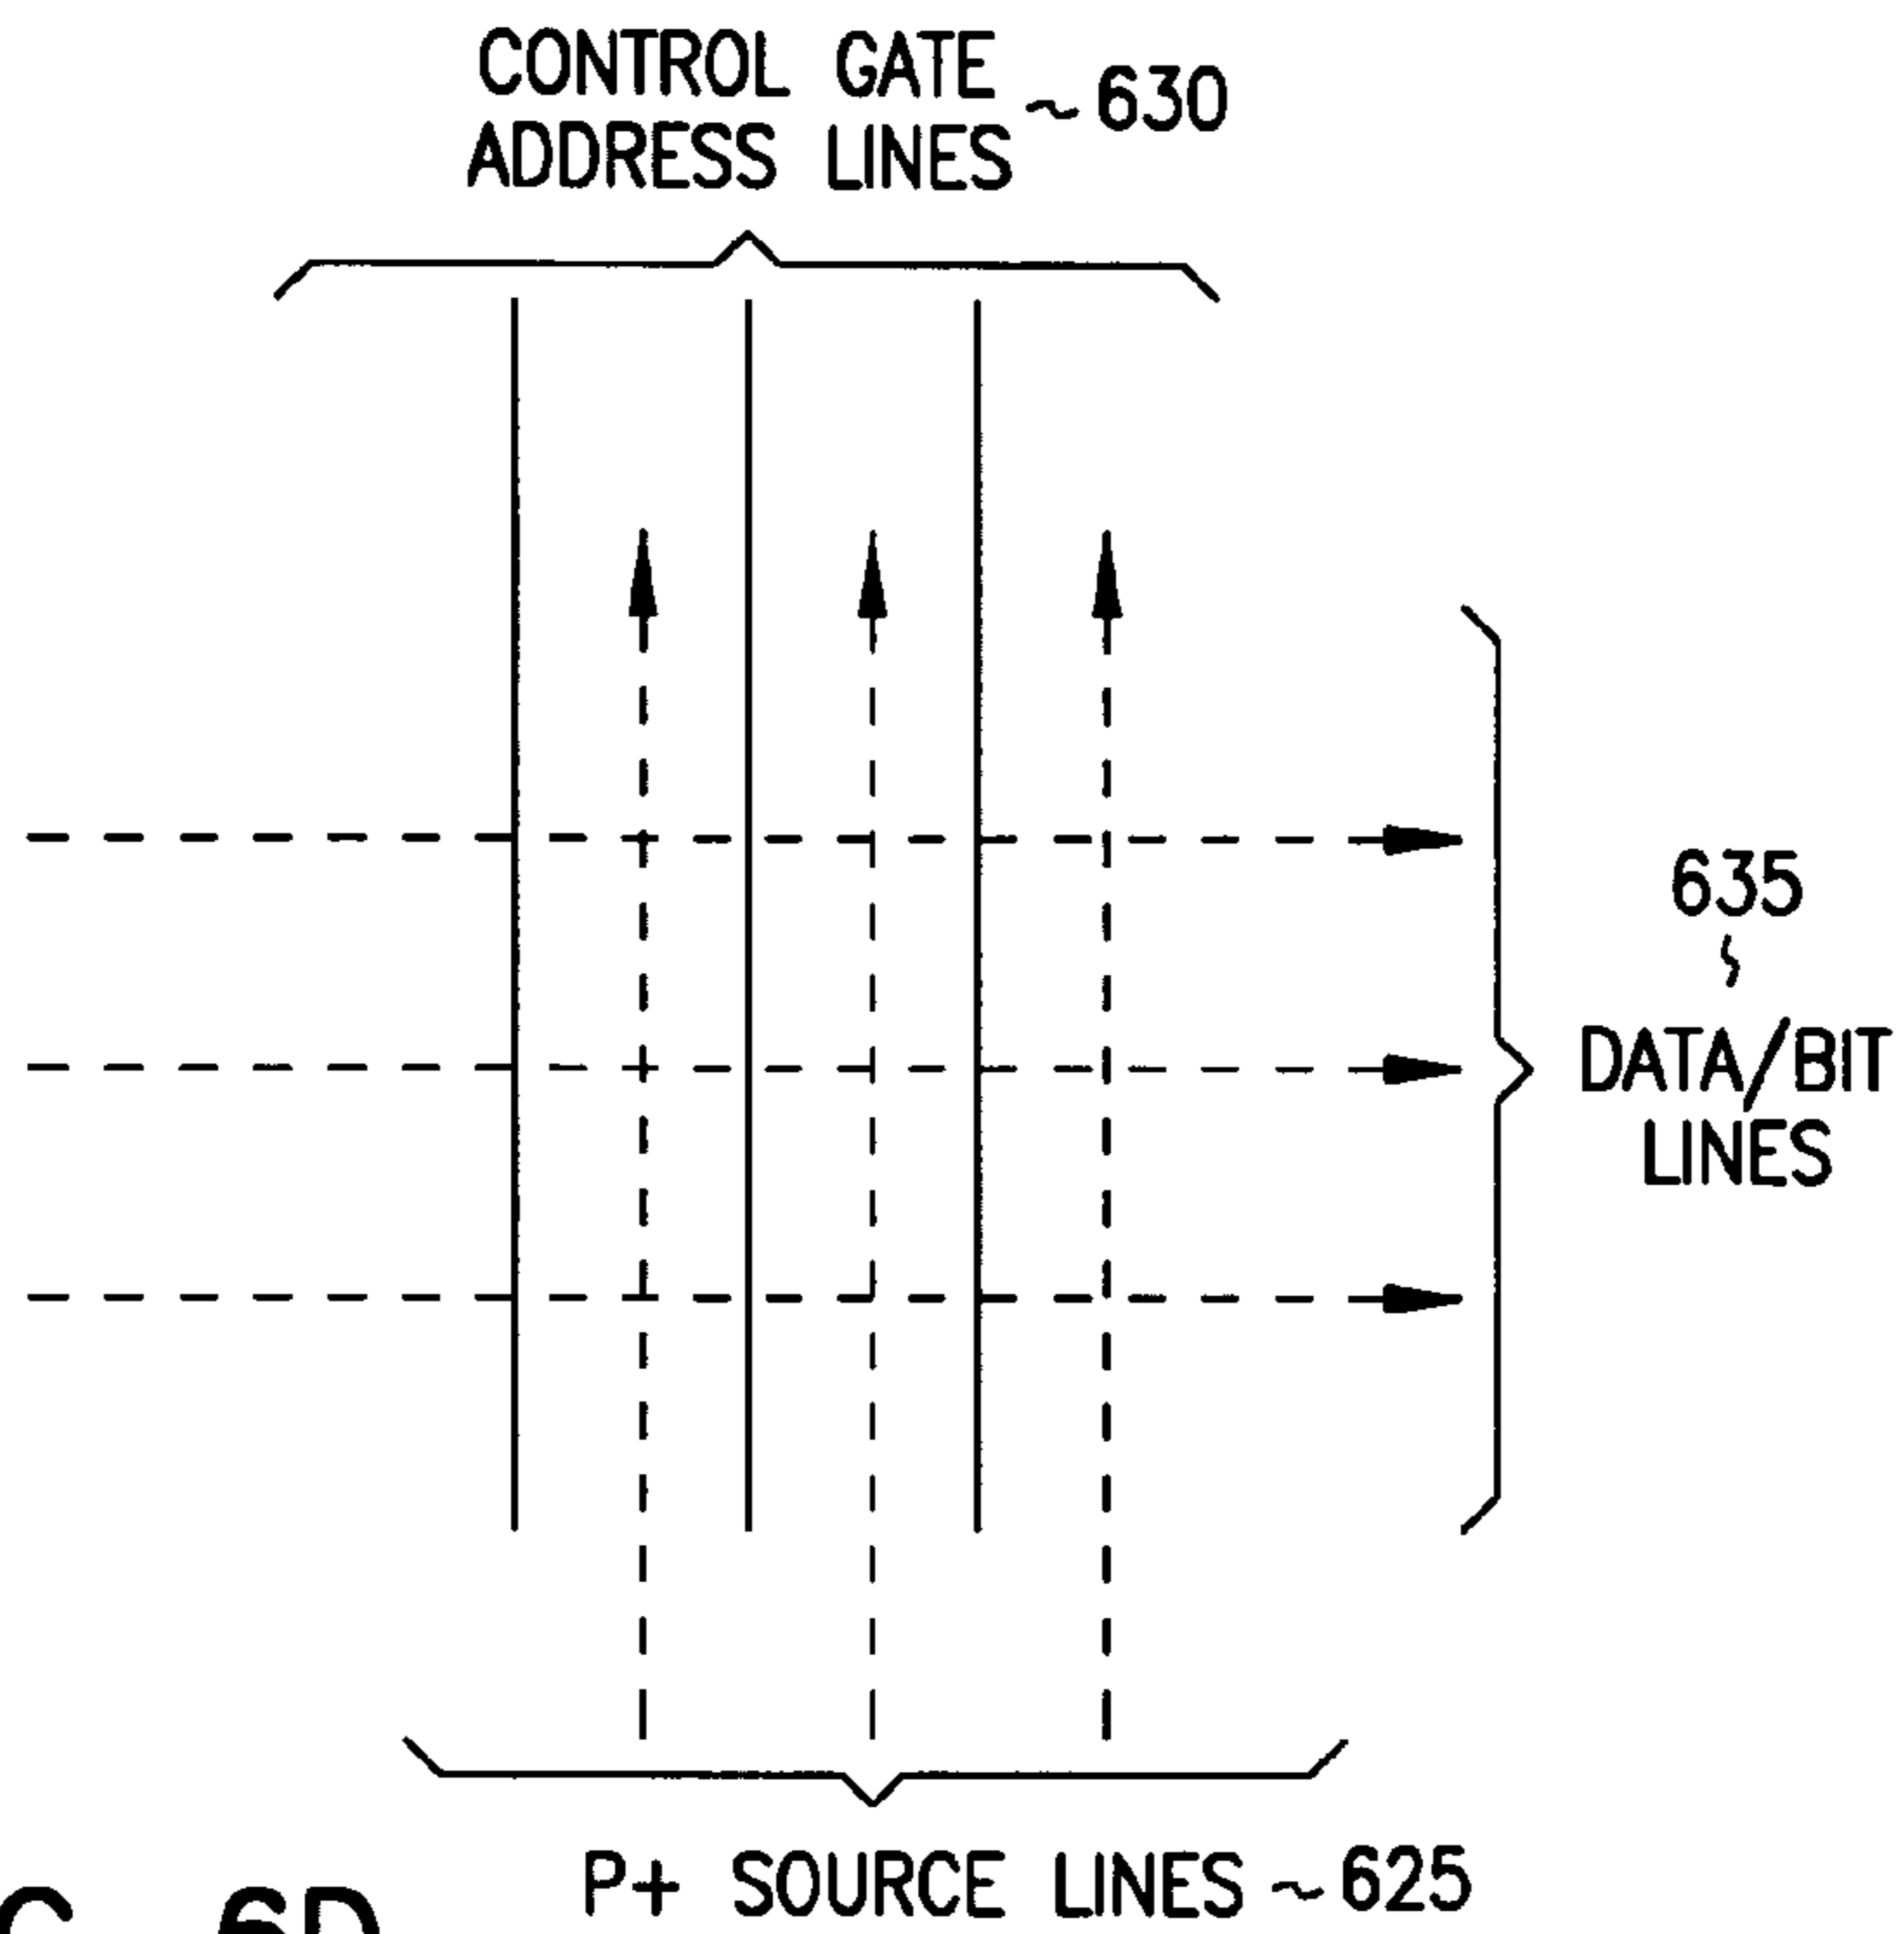 CONTROL GATE
ADDRESS LINES ~630
635
DATA/BIT
LINES
P+ SOURCE LINES ~625